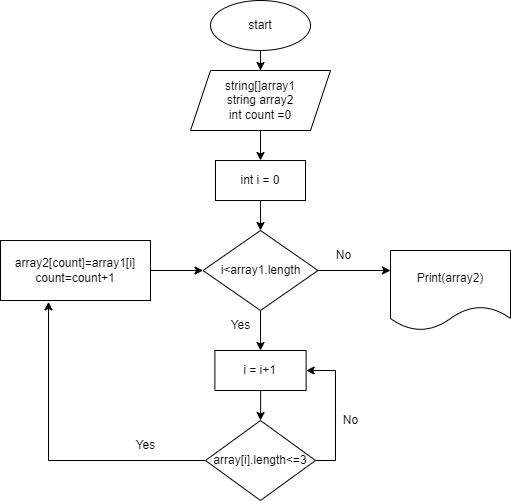 start
string[]array1
string array2
int count =0
int i = 0
array2[count]=array1[i]
count=count+1
i<array1.length
No
Print(array2)
Yes
i = i+1
No
Yes
array[i].length<=3